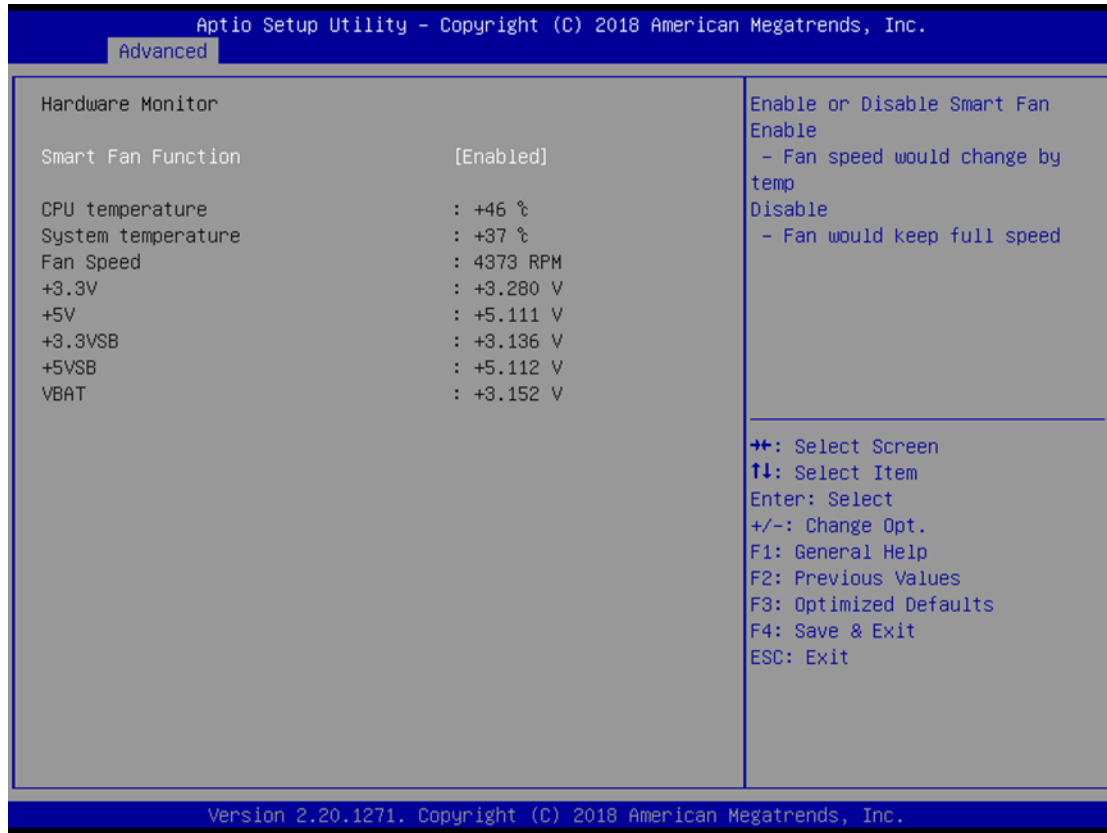 Aptio Setup Utility – Copyright (C) 2018 American Megatrends, Inc.
Advanced
Hardware Monitor
Smart Fan Function [Enabled]
CPU temperature : +46 ℃
System temperature : +37 ℃
Fan Speed : 4373 RPM
+3.3V : +3.280 V
+5V : +5.111 V
+3.3VSB : +3.136 V
+5VSB : +5.112 V
VBAT : +3.152 V
Enable or Disable Smart Fan
Enable
– Fan speed would change by
temp
Disable
– Fan would keep full speed
→←: Select Screen
↑↓: Select Item
Enter: Select
+/-: Change Opt.
F1: General Help
F2: Previous Values
F3: Optimized Defaults
F4: Save & Exit
ESC: Exit
Version 2.20.1271. Copyright (C) 2018 American Megatrends, Inc.